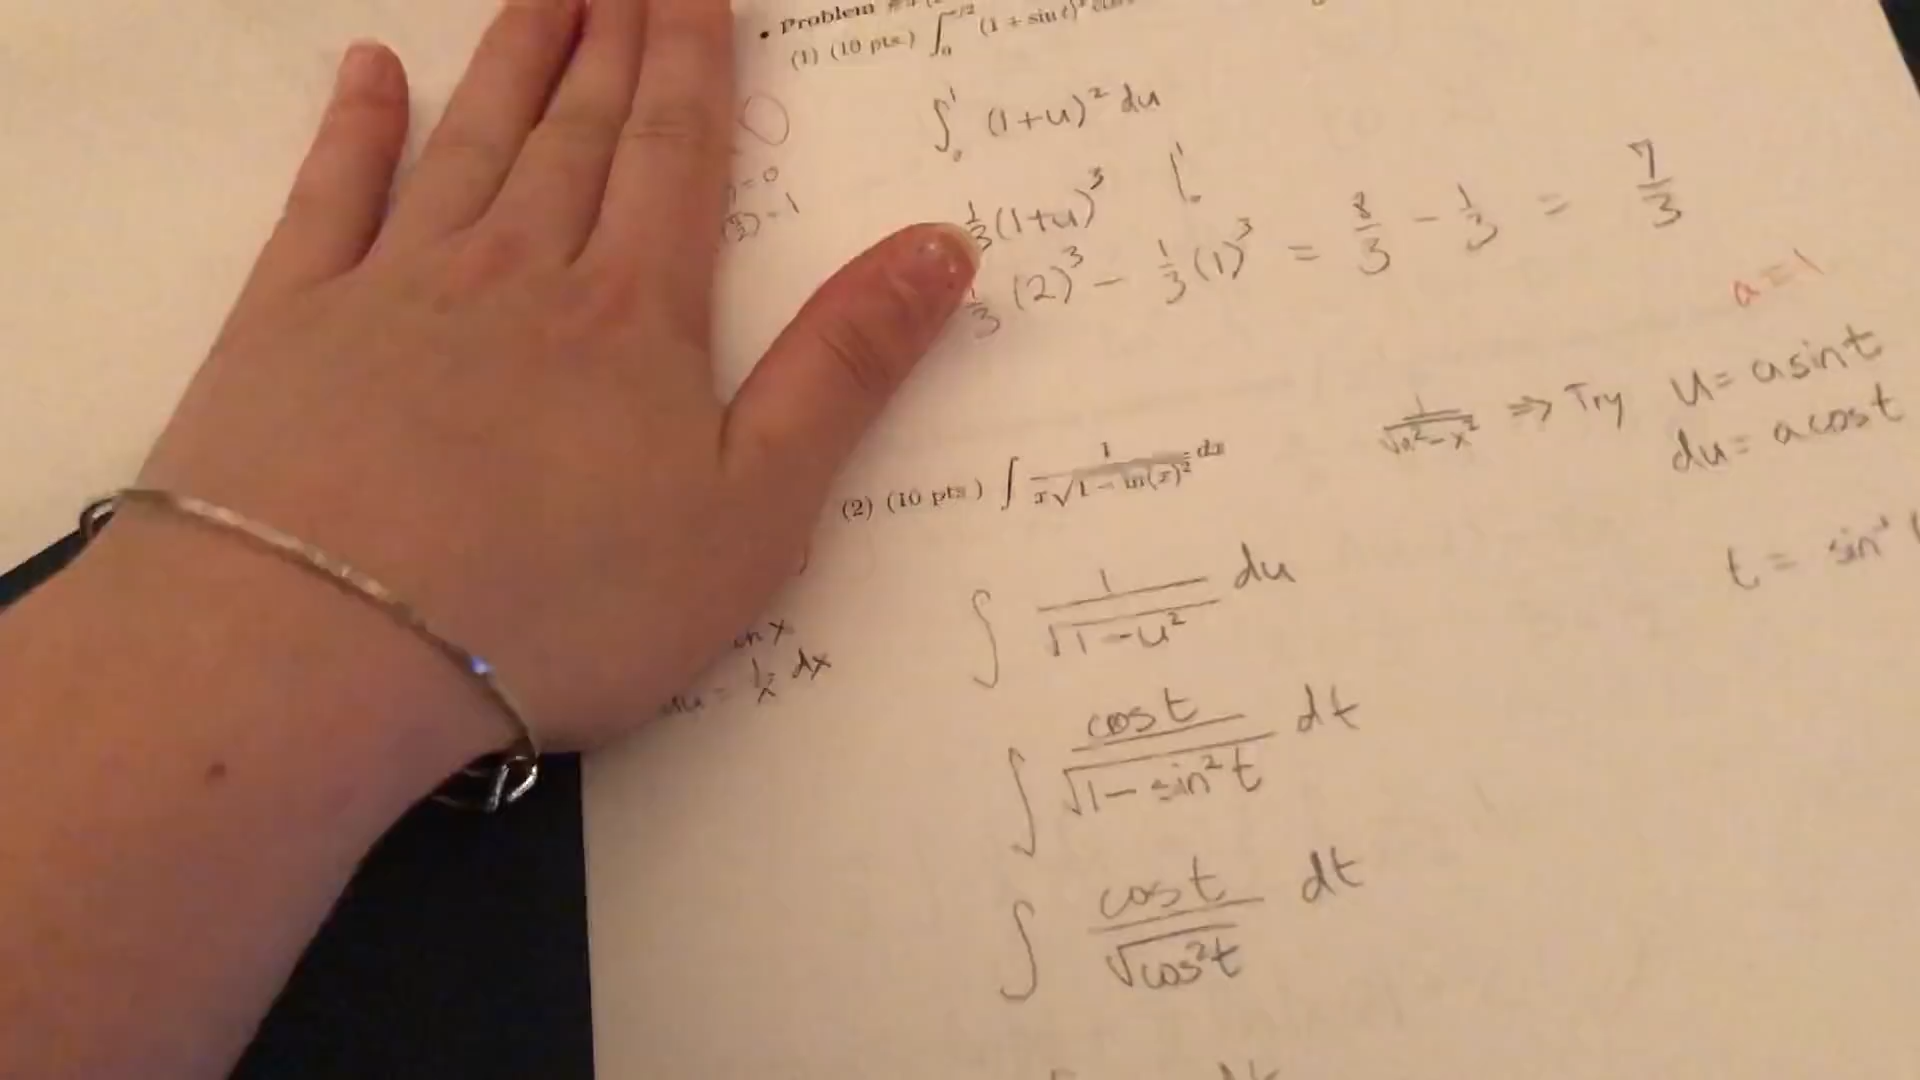 • Problem
(1) (10 pts.) ∫₀^{π/2} (1 + sin t)²
∫₀¹ (1+u)² du
=0
(π/2) = 1
1/3 (1+u)³ |₀¹
1/3 (2)³ - 1/3 (1)³ = 8/3 - 1/3 = 7/3
a=1
1/√(a²-x²) => Try u = a sin t
du = a cos t
(2) (10 pts.) ∫ 1/(x√(1 - ln(x)²)) dx
t = sin⁻¹(
∫ 1/√(1-u²) du
ln x
du = 1/x dx
∫ cos t/√(1-sin²t) dt
∫ cos t/√(cos²t) dt